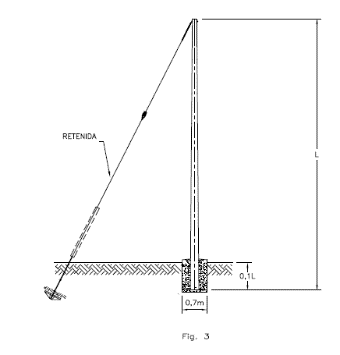 RETENIDA
L
0,1L
0,7m
Fig. 3